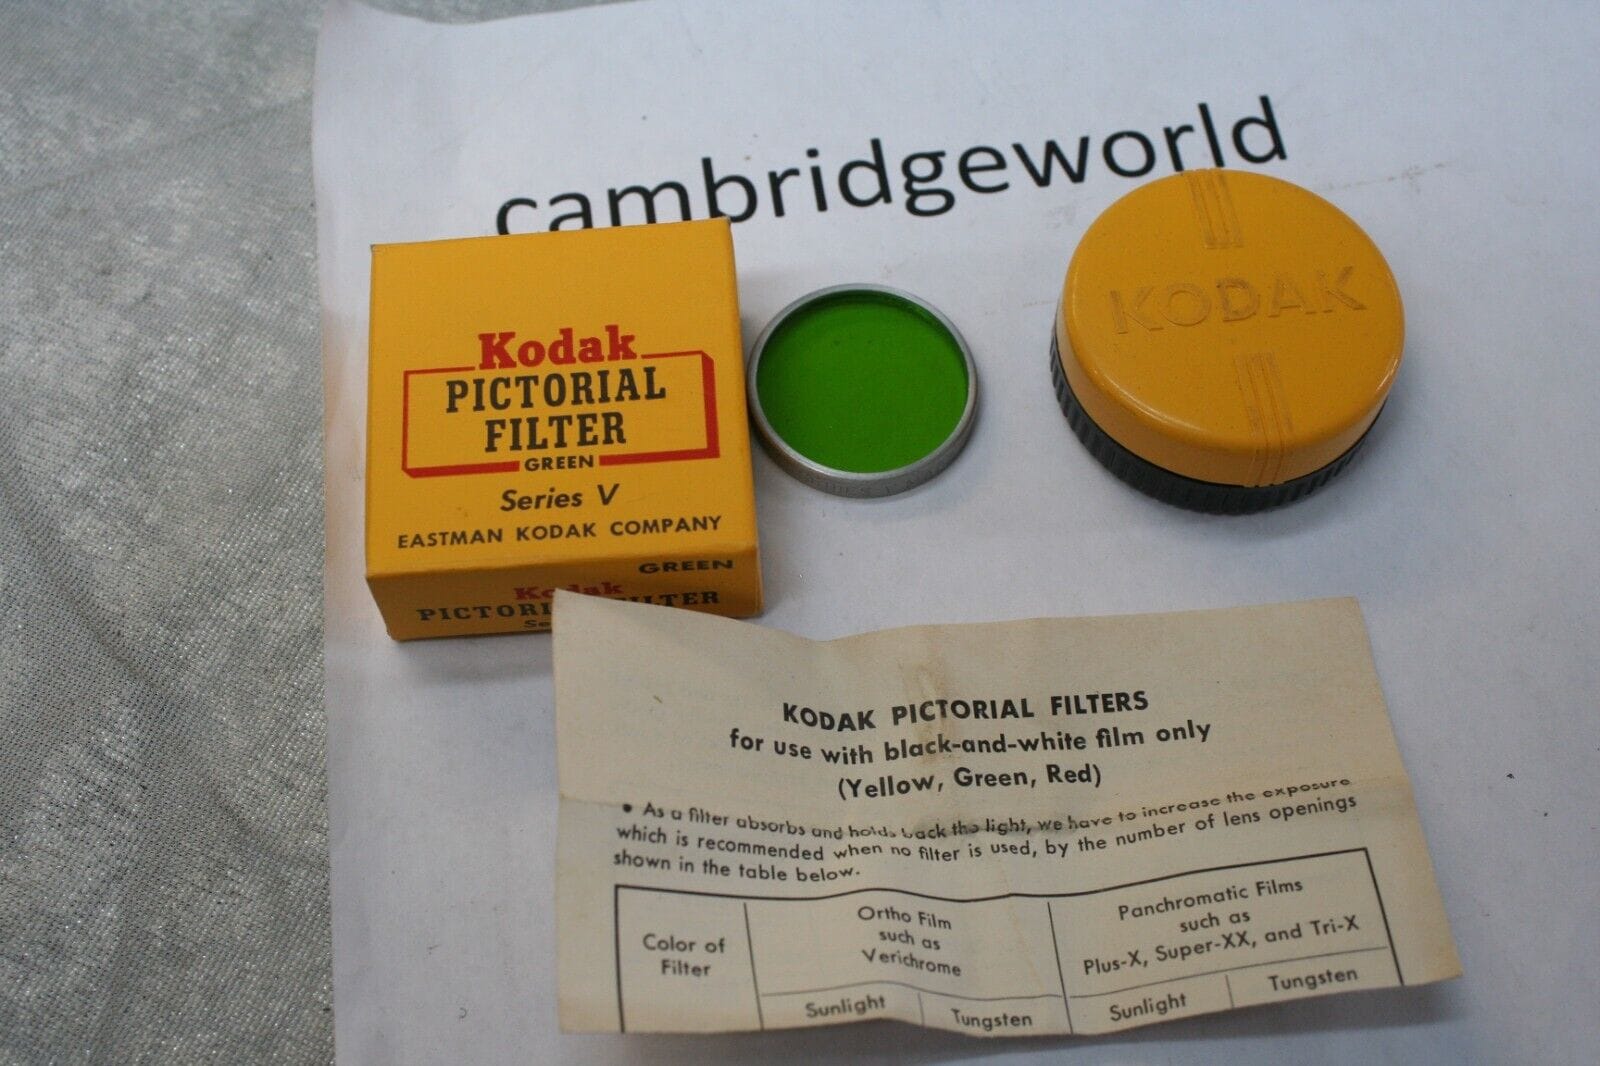 cambridgeworld
Kodak
PICTORIAL
FILTER
GREEN
Series V
EASTMAN KODAK COMPANY
GREEN
Kodak
PICTORIAL FILTER
KODAK
KODAK PICTORIAL FILTERS
for use with black-and-white film only
(Yellow, Green, Red)
• As a filter absorbs and holds back the light, we have to increase the exposure
which is recommended when no filter is used, by the number of lens openings
shown in the table below.
Color of
Filter
Ortho Film
such as
Verichrome
Sunlight
Tungsten
Panchromatic Films
such as
Plus-X, Super-XX, and Tri-X
Sunlight
Tungsten